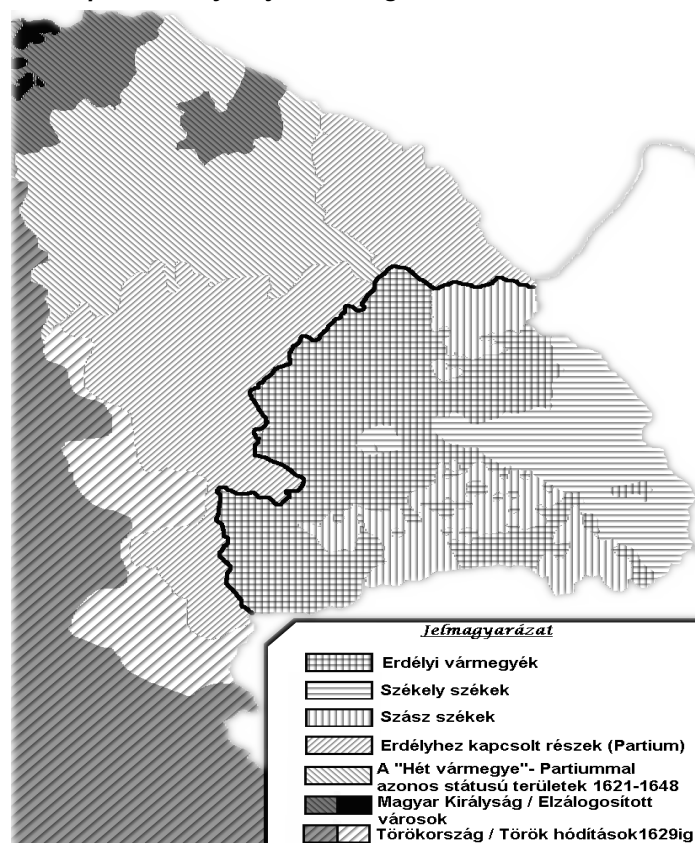 Jelmagyarázat
Erdélyi vármegyék
Székely székek
Szász székek
Erdélyhez kapcsolt részek (Partium)
A "Hét vármegye"- Partiummal
azonos státusú területek 1621-1648
Magyar Királyság / Elzálogosított
városok
Törökország / Török hódítások1629ig